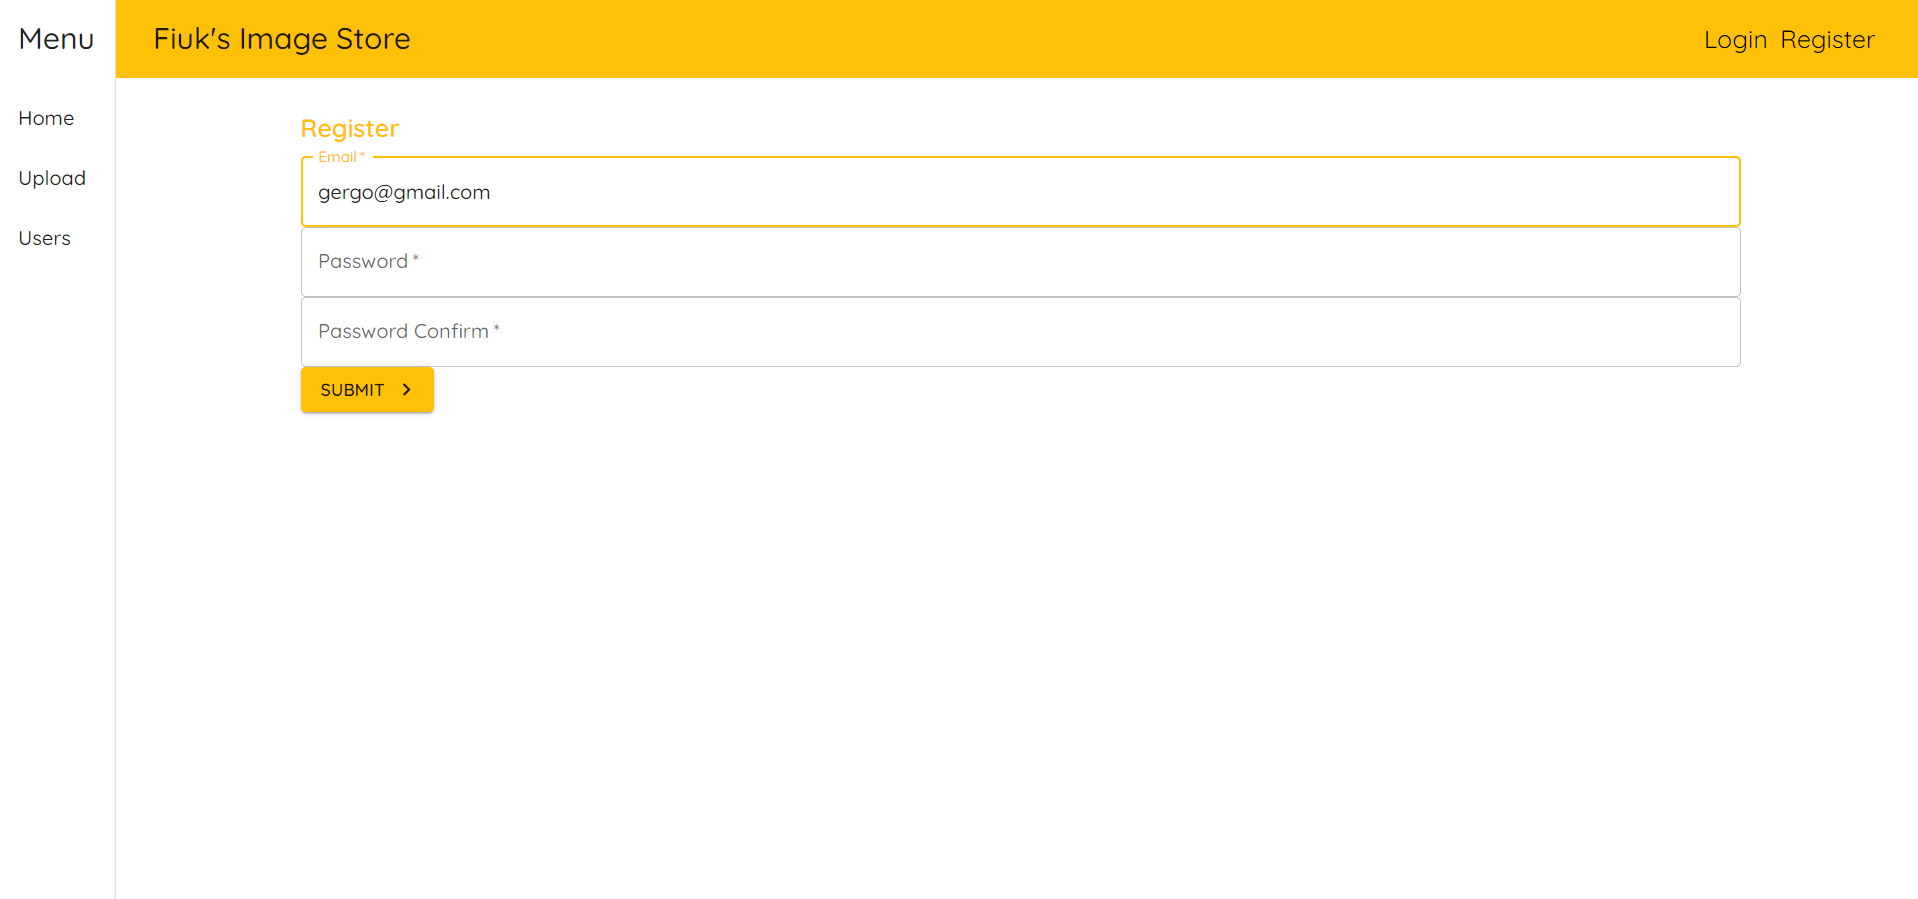 Menu
Fiuk's Image Store
Login Register
Home
Upload
Users
Register
Email *
gergo@gmail.com
Password *
Password Confirm *
SUBMIT